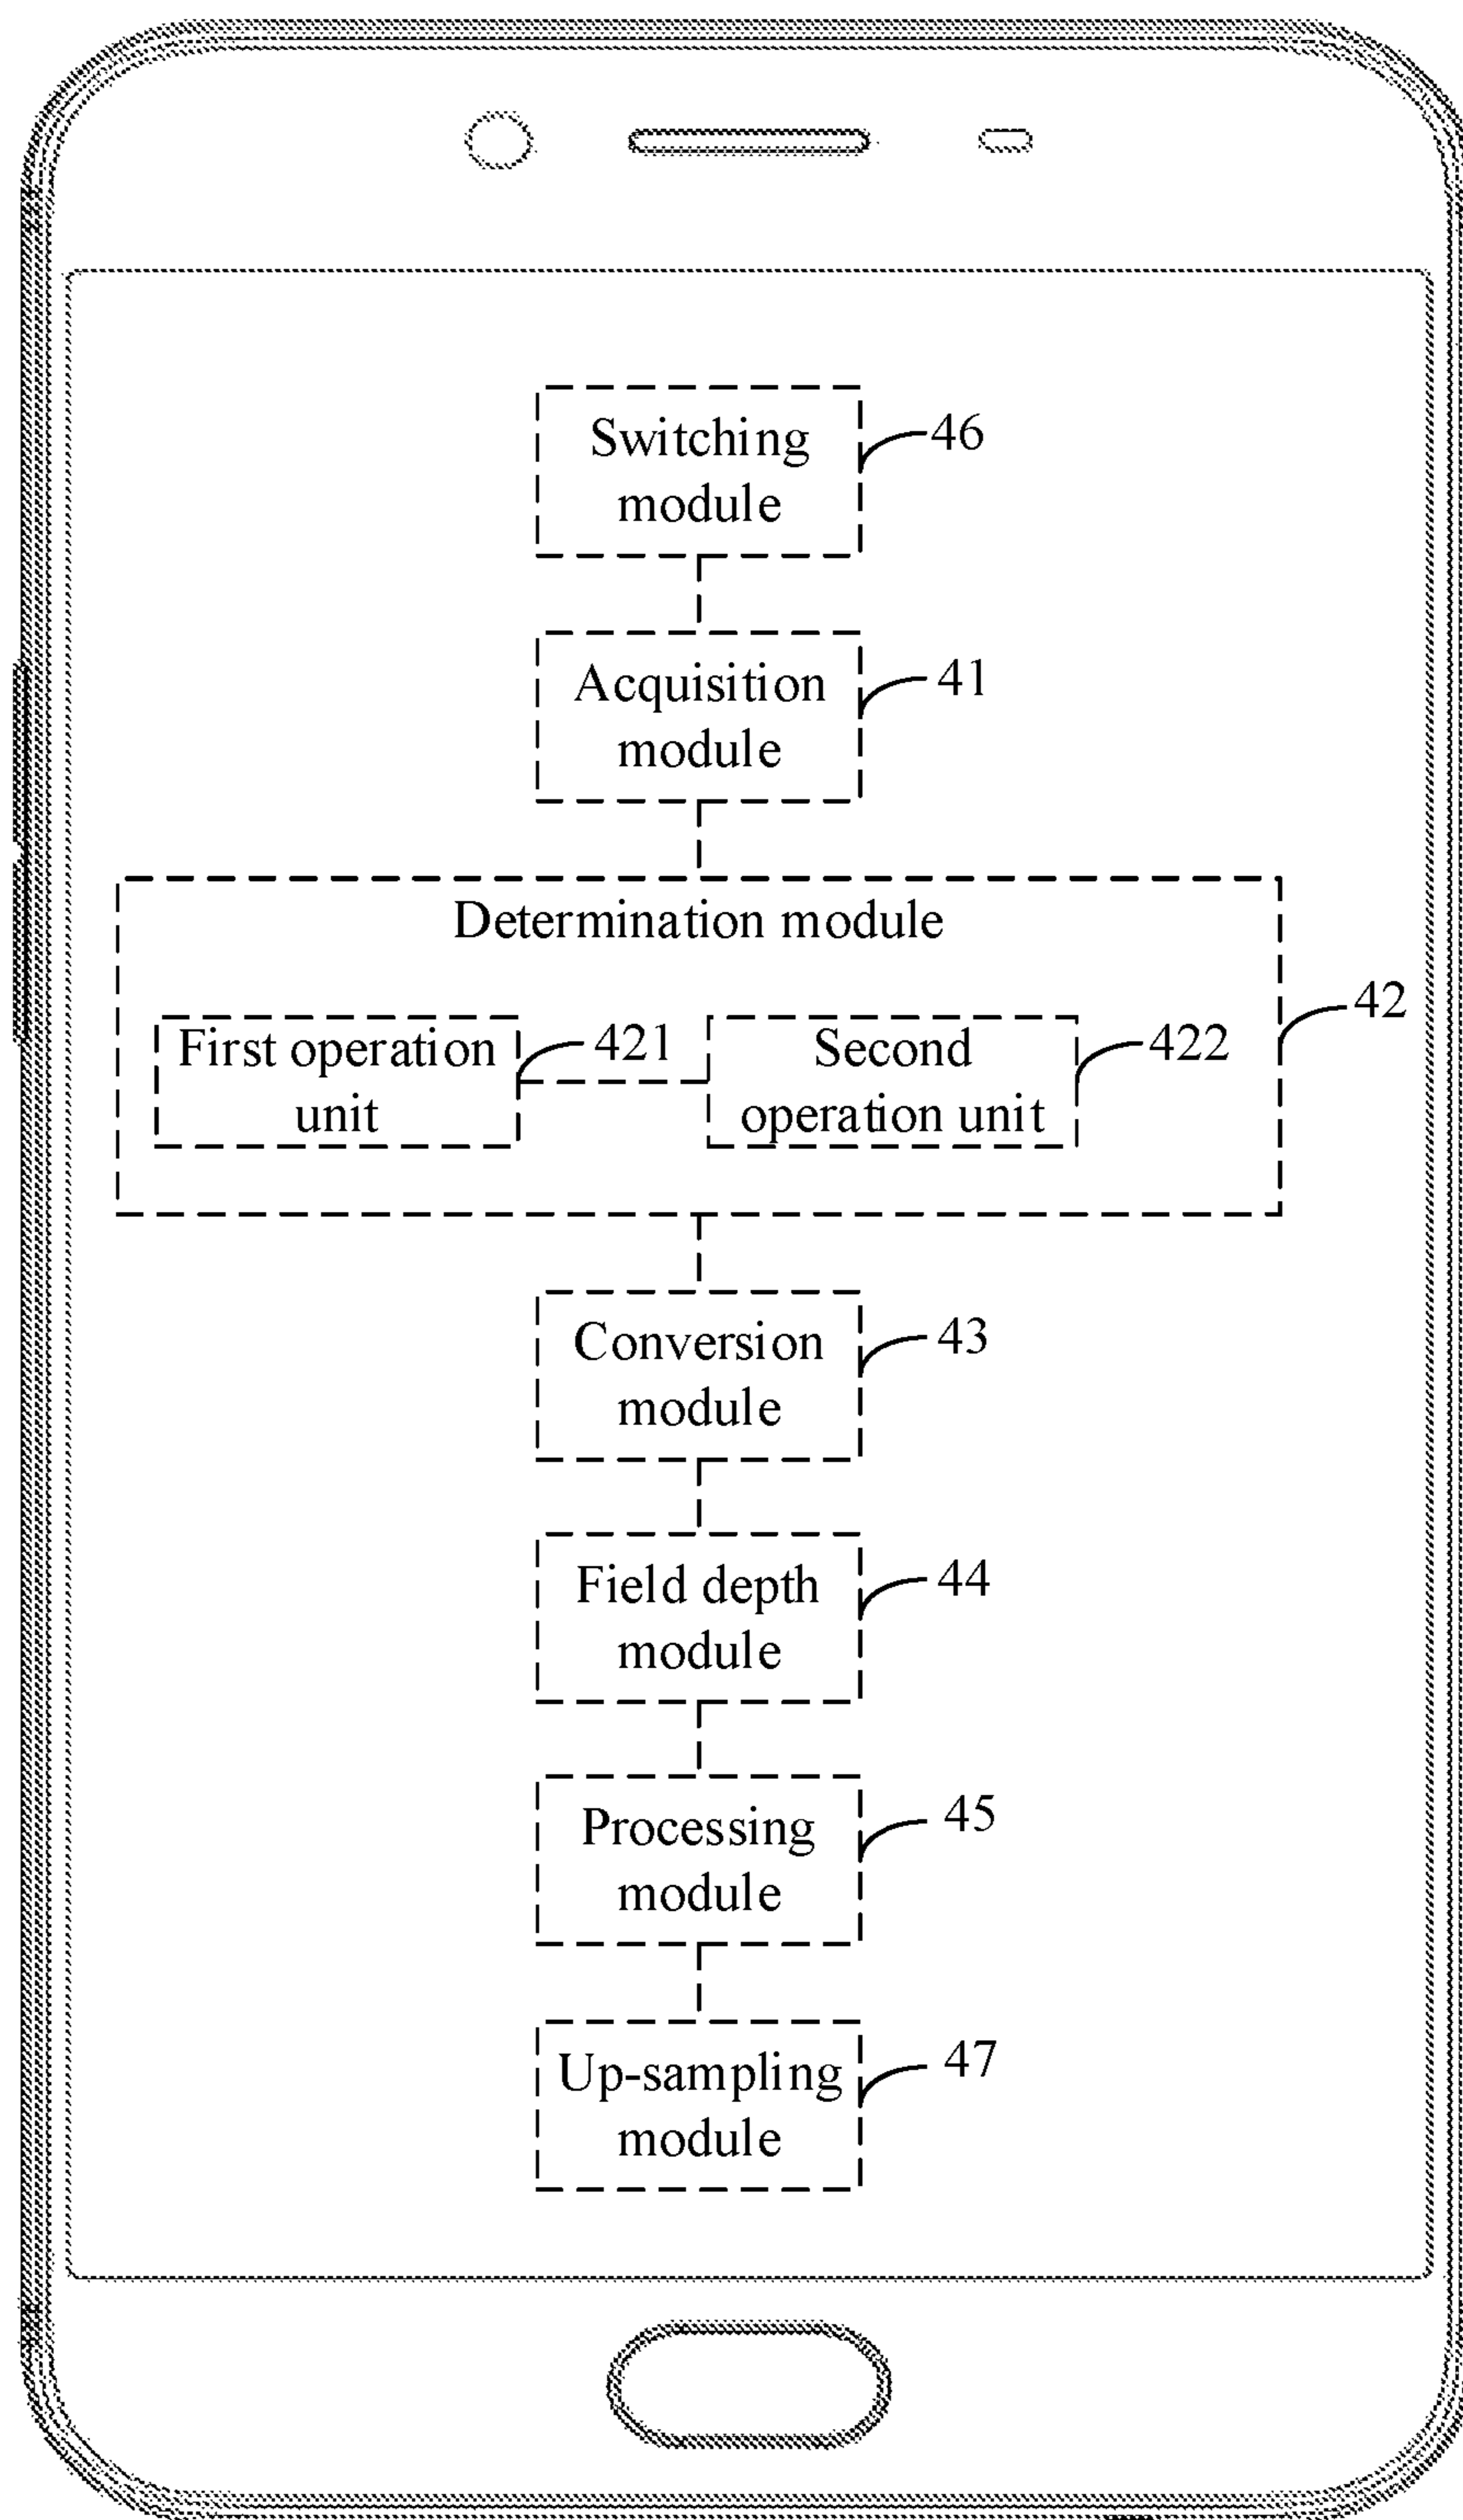 Switching
module
46
Acquisition
module
41
Determination module
42
First operation
unit
421
Second
operation unit
422
Conversion
module
43
Field depth
module
44
Processing
module
45
Up-sampling
module
47